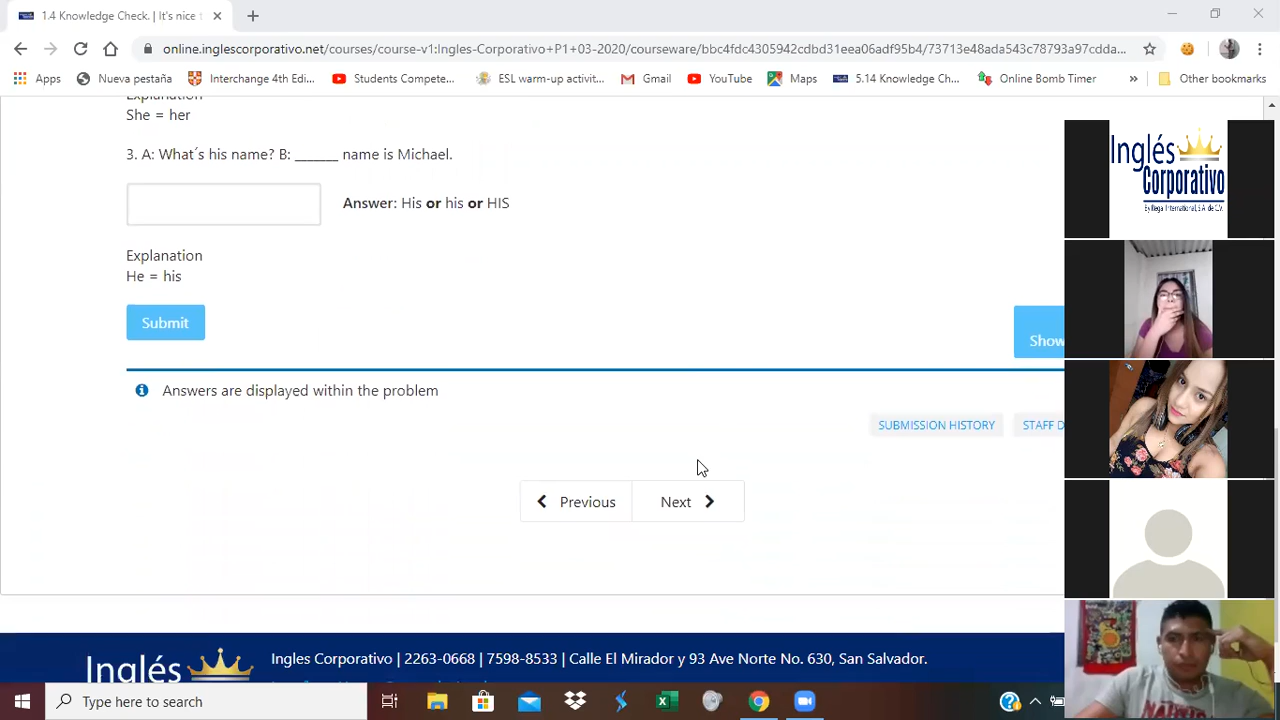 1.4 Knowledge Check. | It's nice t
online.inglescorporativo.net/courses/course-v1:Ingles-Corporativo+P1+03-2020/courseware/bbc4fdc4305942cdbd31eea06adf95b4/73713e48ada543c78793a97cdda...
Apps Nueva pestaña Interchange 4th Edi... Students Compete... ESL warm-up activit... Gmail YouTube Maps 5.14 Knowledge Ch... Online Bomb Timer » Other bookmarks
Explanation
She = her
3. A: What´s his name? B: _______ name is Michael.
Answer: His or his or HIS
Explanation
He = his
Submit
Show
Answers are displayed within the problem
SUBMISSION HISTORY STAFF D
Previous Next
Inglés
Corporativo
Inglés
Ingles Corporativo | 2263-0668 | 7598-8533 | Calle El Mirador y 93 Ave Norte No. 630, San Salvador.
Type here to search